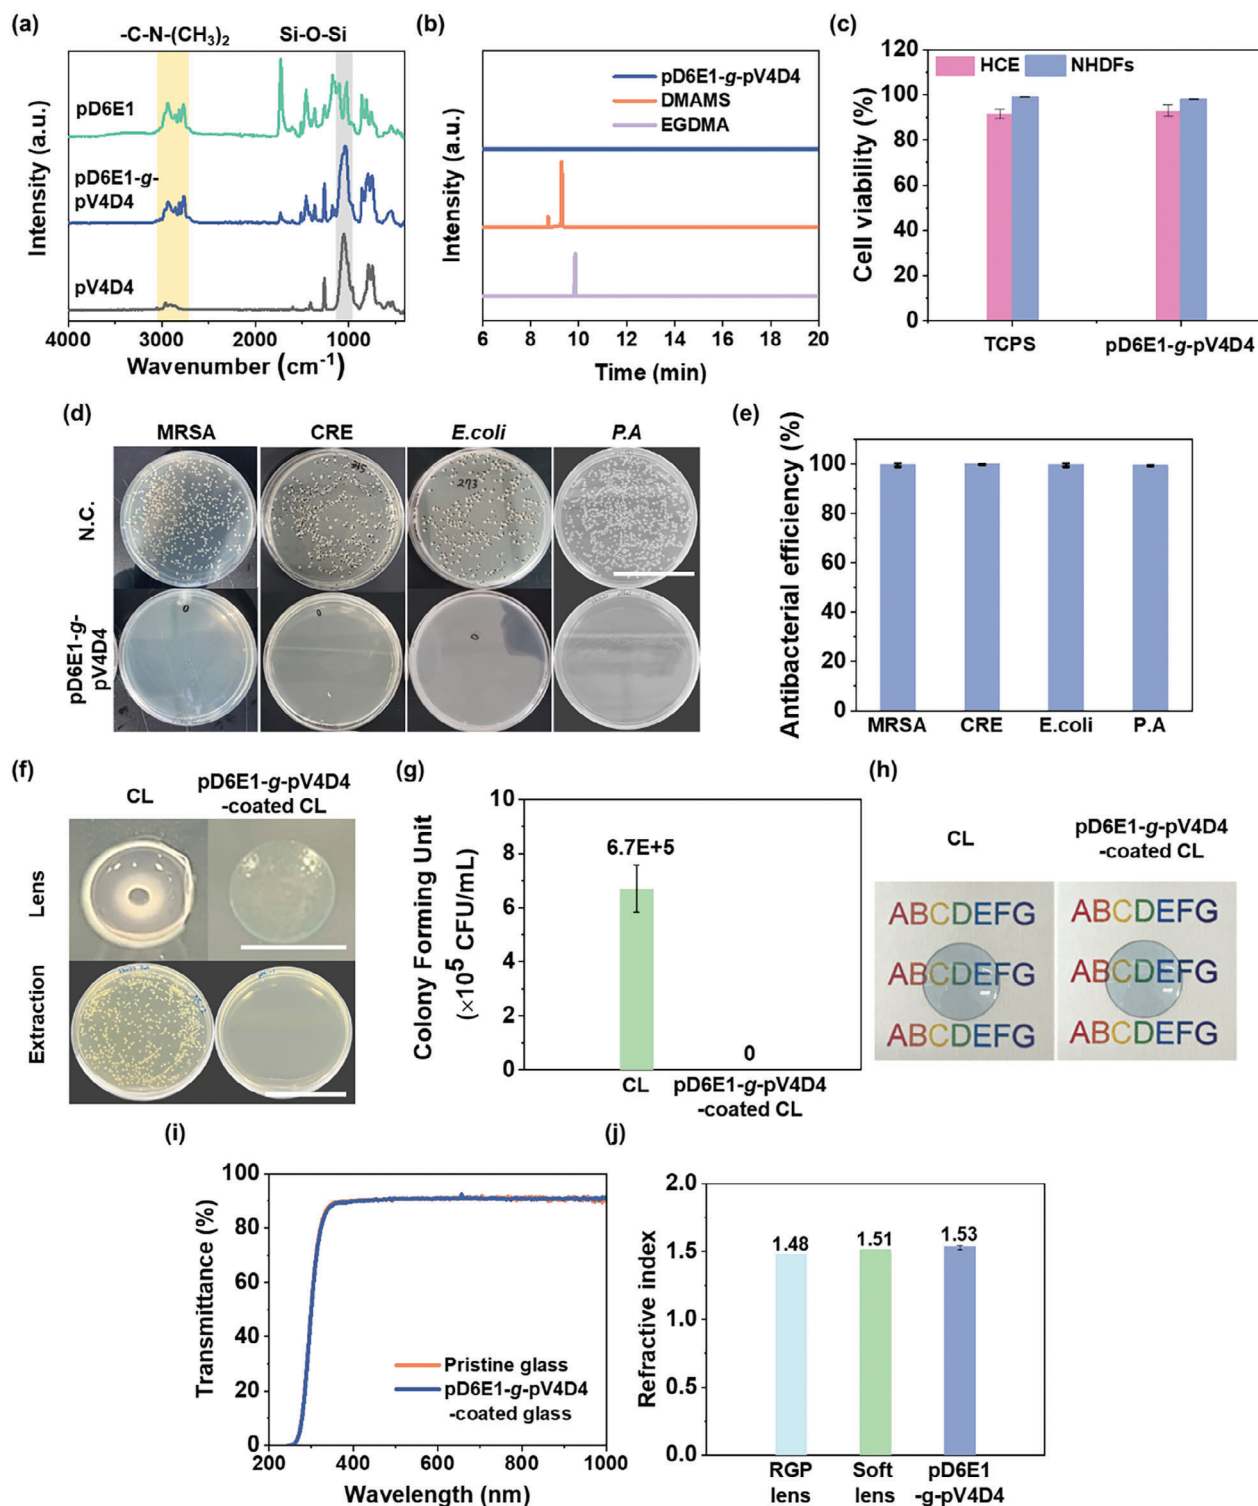 (a)
-C-N-(CH3)2
Si-O-Si
pD6E1
pD6E1-g-
pV4D4
pV4D4
Intensity (a.u.)
4000
3000
2000
1000
Wavenumber (cm-1)
(b)
pD6E1-g-pV4D4
DMAMS
EGDMA
Intensity (a.u.)
6
8
10
12
14
16
18
20
Time (min)
(c)
120
100
80
60
40
20
0
Cell viability (%)
HCE
NHDFs
TCPS
pD6E1-g-pV4D4
(d)
MRSA
CRE
E.coli
P.A
N.C.
273
pD6E1-g-
pV4D4
0
0
0
(e)
Antibacterial efficiency (%)
100
80
60
40
20
0
MRSA
CRE
E.coli
P.A
(f)
CL
pD6E1-g-pV4D4
-coated CL
Lens
Extraction
(g)
Colony Forming Unit
(×10⁵ CFU/mL)
10
8
6
4
2
0
6.7E+5
0
CL
pD6E1-g-pV4D4
-coated CL
(h)
CL
pD6E1-g-pV4D4
-coated CL
ABCDEFG
ABCDEFG
ABCDEFG
ABCDEFG
ABCDEFG
ABCDEFG
(i)
Transmittance (%)
100
80
60
40
20
0
Pristine glass
pD6E1-g-pV4D4
-coated glass
200
400
600
800
1000
Wavelength (nm)
(j)
Refractive index
2.0
1.5
1.0
0.5
0.0
1.48
1.51
1.53
RGP
lens
Soft
lens
pD6E1
-g-pV4D4